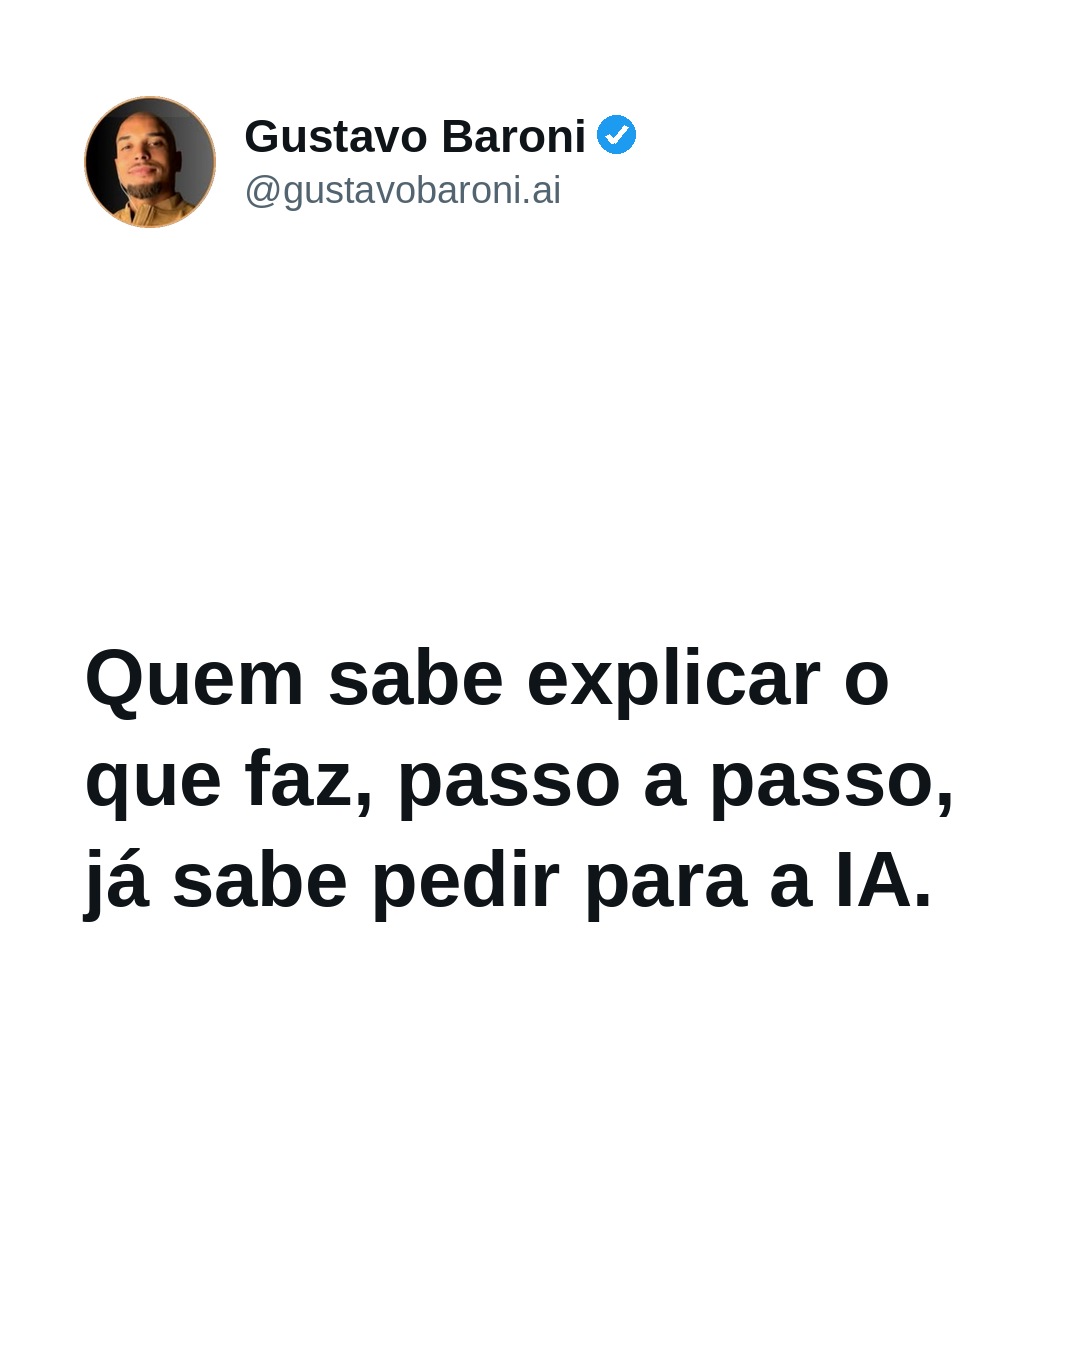 Gustavo Baroni
@gustavobaroni.ai
Quem sabe explicar o
que faz, passo a passo,
já sabe pedir para a IA.